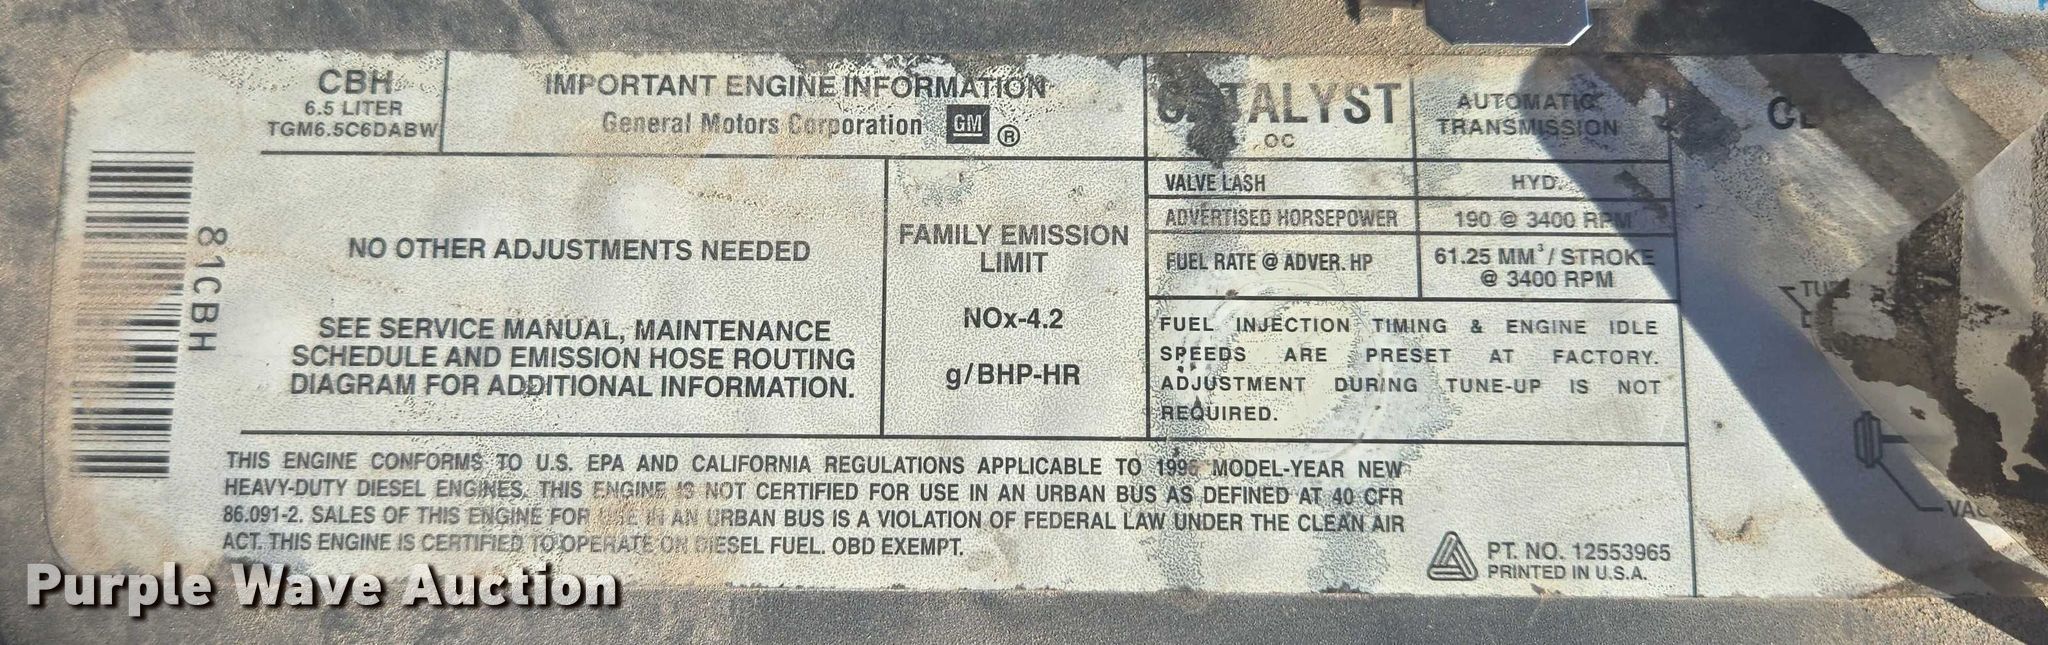 CBH
6.5 LITER
TGM6.5C6DABW
IMPORTANT ENGINE INFORMATION
General Motors Corporation GM ®
81CBH
NO OTHER ADJUSTMENTS NEEDED
SEE SERVICE MANUAL, MAINTENANCE
SCHEDULE AND EMISSION HOSE ROUTING
DIAGRAM FOR ADDITIONAL INFORMATION.
FAMILY EMISSION
LIMIT
NOx-4.2
g/BHP-HR
CATALYST
OC
AUTOMATIC
TRANSMISSION
VALVE LASH HYD.
ADVERTISED HORSEPOWER 190 @ 3400 RPM
FUEL RATE @ ADVER. HP 61.25 MM³/STROKE
@ 3400 RPM
FUEL INJECTION TIMING & ENGINE IDLE
SPEEDS ARE PRESET AT FACTORY.
ADJUSTMENT DURING TUNE-UP IS NOT
REQUIRED.
THIS ENGINE CONFORMS TO U.S. EPA AND CALIFORNIA REGULATIONS APPLICABLE TO MODEL-YEAR NEW
HEAVY-DUTY DIESEL ENGINES. THIS ENGINE IS NOT CERTIFIED FOR USE IN AN URBAN BUS AS DEFINED AT 40 CFR
86.091-2. SALES OF THIS ENGINE FOR USE IN AN URBAN BUS IS A VIOLATION OF FEDERAL LAW UNDER THE CLEAN AIR
ACT. THIS ENGINE IS CERTIFIED TO OPERATE ON DIESEL FUEL. OBD EXEMPT.
PT. NO. 12553965
PRINTED IN U.S.A.
Purple Wave Auction